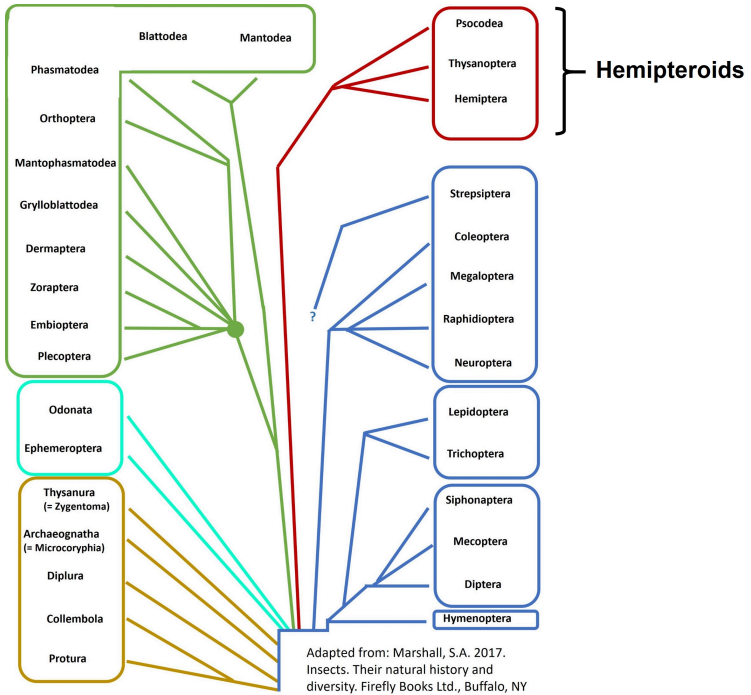 Blattodea
Mantodea
Phasmatodea
Orthoptera
Mantophasmatodea
Grylloblattodea
Dermaptera
Zoraptera
Embioptera
Plecoptera
Odonata
Ephemeroptera
Thysanura
(= Zygentoma)
Archaeognatha
(= Microcoryphia)
Diplura
Collembola
Protura
Psocodea
Thysanoptera
Hemiptera
Hemipteroids
Strepsiptera
Coleoptera
Megaloptera
Raphidioptera
Neuroptera
?
Lepidoptera
Trichoptera
Siphonaptera
Mecoptera
Diptera
Hymenoptera
Adapted from: Marshall, S.A. 2017.
Insects. Their natural history and
diversity. Firefly Books Ltd., Buffalo, NY